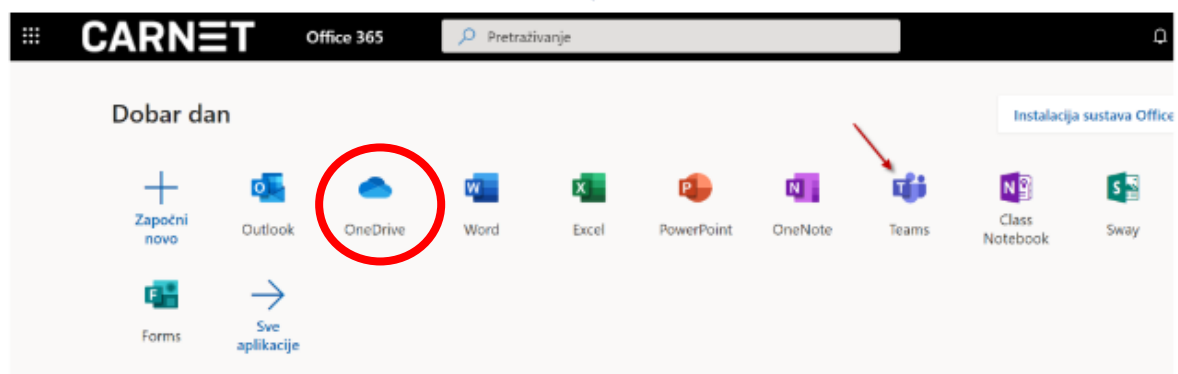 CARNET Office 365 Pretraživanje
Dobar dan
Instalacija sustava Office
Započni novo
Outlook
OneDrive
Word
Excel
PowerPoint
OneNote
Teams
Class Notebook
Sway
Forms
Sve aplikacije